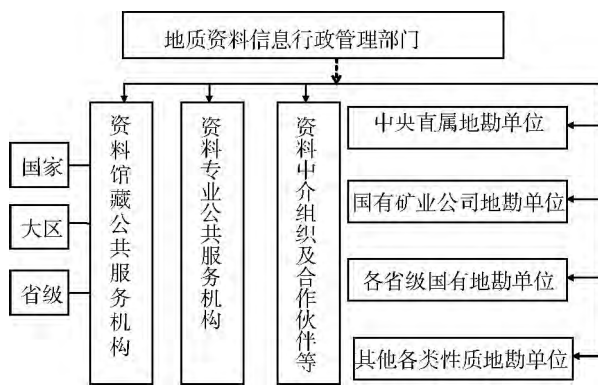 地质资料信息行政管理部门
国家
大区
省级
资料馆藏公共服务机构
资料专业公共服务机构
资料中介组织及合作伙伴等
中央直属地勘单位
国有矿业公司地勘单位
各省级国有地勘单位
其他各类性质地勘单位